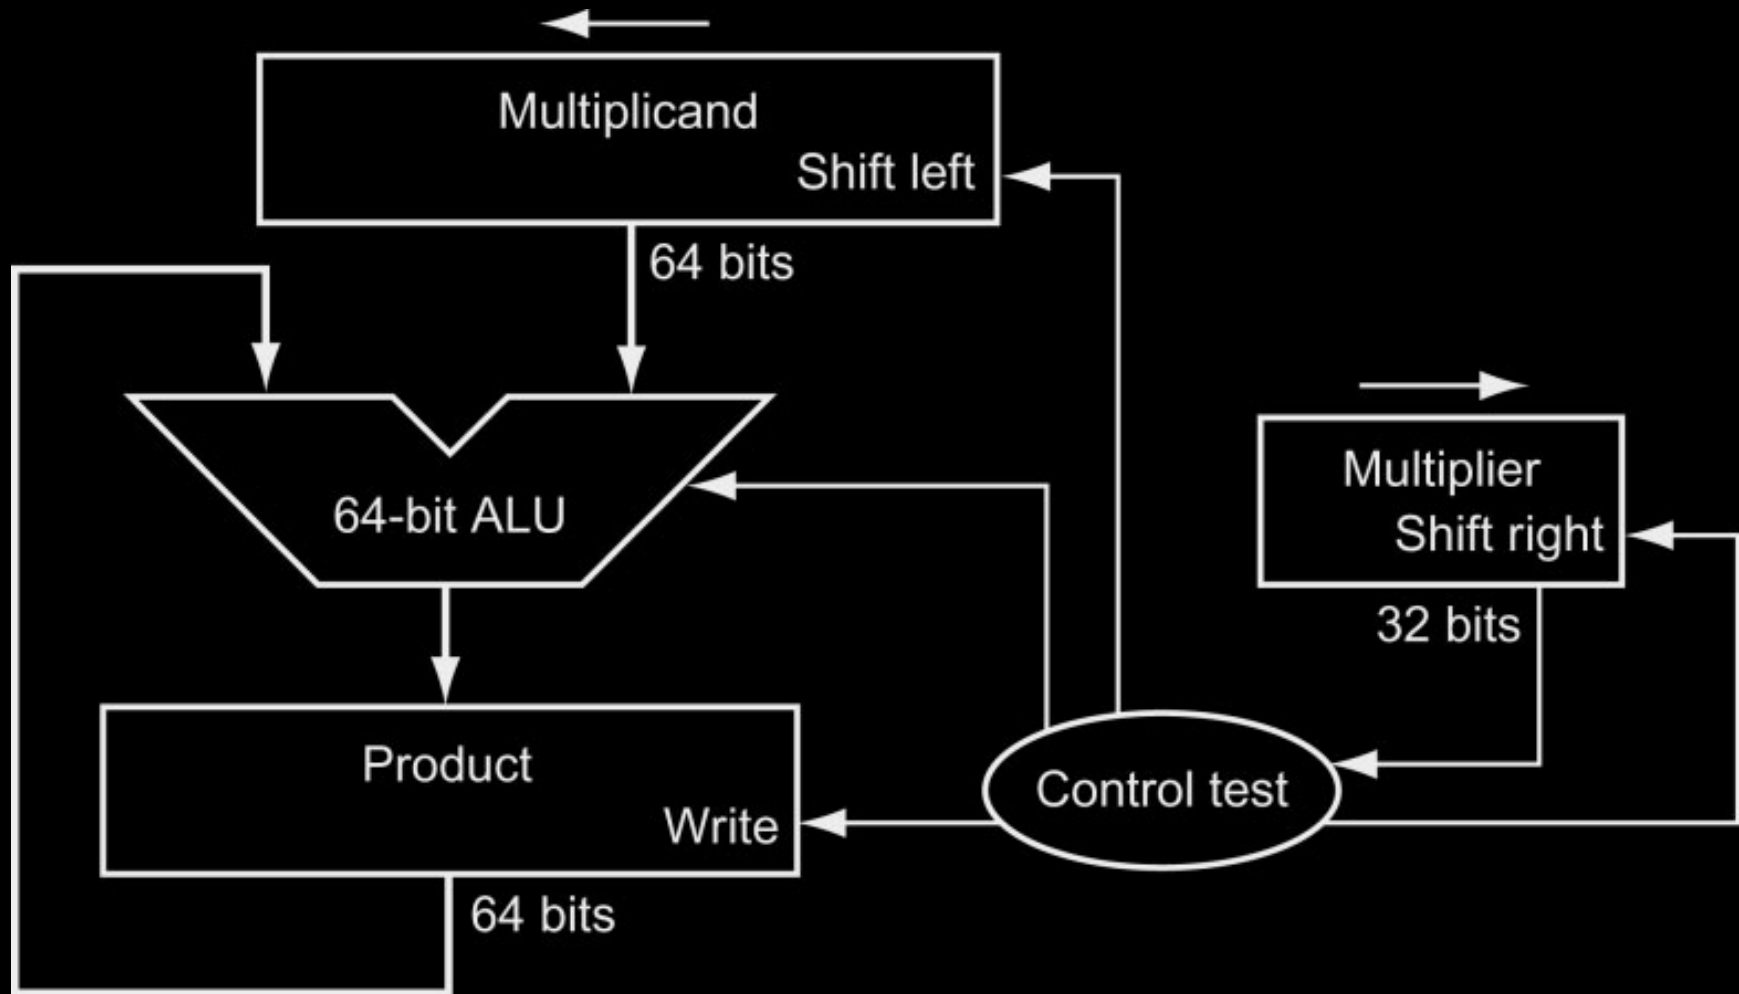 Multiplicand
Shift left
64 bits
64-bit ALU
Multiplier
Shift right
32 bits
Product
Write
Control test
64 bits